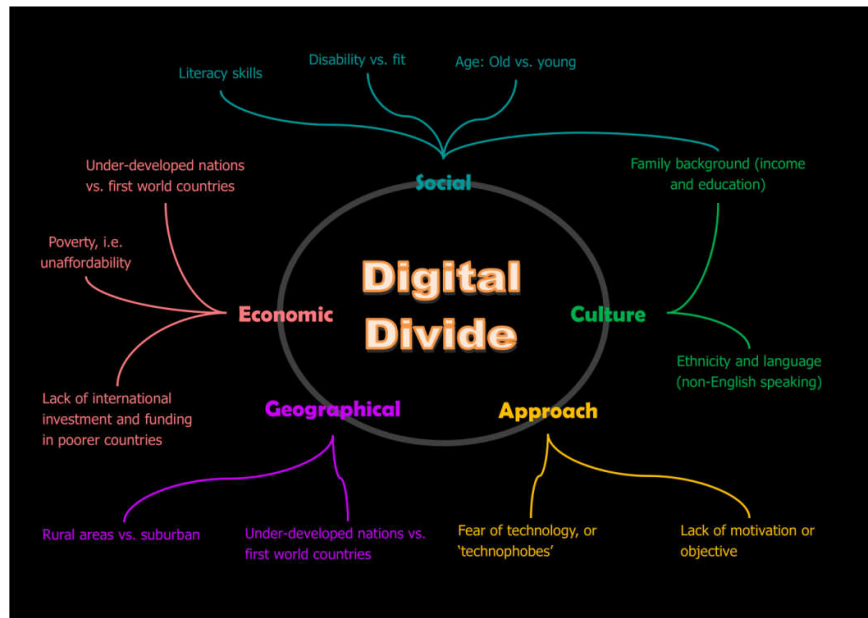 Disability vs. fit
Age: Old vs. young
Literacy skills
Under-developed nations
vs. first world countries
Family background (income
and education)
Social
Poverty, i.e.
unaffordability
Digital
Divide
Economic
Culture
Ethnicity and language
(non-English speaking)
Lack of international
investment and funding
in poorer countries
Geographical
Approach
Rural areas vs. suburban
Under-developed nations vs.
first world countries
Fear of technology, or
‘technophobes’
Lack of motivation or
objective